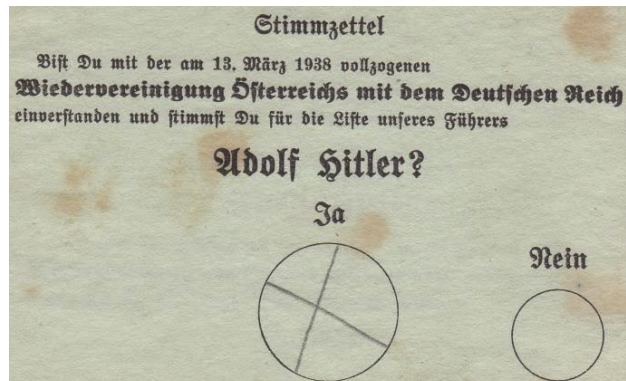 Stimmzettel
Bist Du mit der am 13. März 1938 vollzogenen
Wiedervereinigung Österreichs mit dem Deutschen Reich
einverstanden und stimmst Du für die Liste unseres Führers
Adolf Hitler?
Ja
Nein